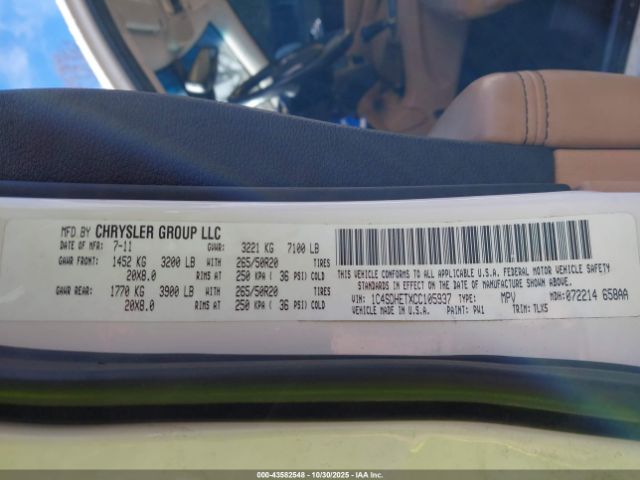 MFD BY CHRYSLER GROUP LLC
DATE OF MFR: 7-11 GVWR: 3221 KG 7100 LB
GAWR FRONT: 1452 KG 3200 LB WITH 265/50R20 TIRES
20X8.0 RIMS AT 250 KPA ( 36 PSI) COLD
GAWR REAR: 1770 KG 3900 LB WITH 265/50R20 TIRES
20X8.0 RIMS AT 250 KPA ( 36 PSI) COLD
THIS VEHICLE CONFORMS TO ALL APPLICABLE U.S.A. FEDERAL MOTOR VEHICLE SAFETY
STANDARDS IN EFFECT ON THE DATE OF MANUFACTURE SHOWN ABOVE.
VIN: 1C4SDHETXCC105937 TYPE: MPV MDH: 072214 658AA
VEHICLE MADE IN U.S.A. PAINT: PW1 TRIM: TLX5
000-43582548 - 10/30/2025 - IAA, Inc.